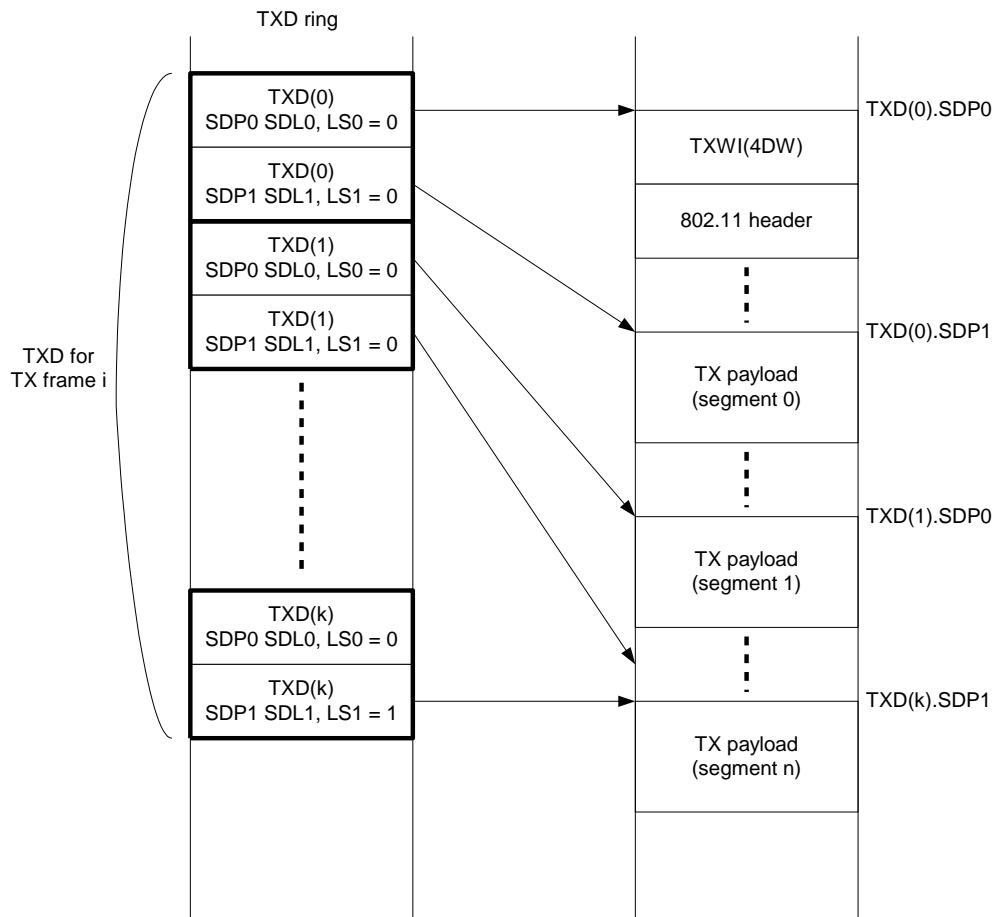 TXD ring
TXD(0)
SDP0 SDL0, LS0 = 0
TXD(0)
SDP1 SDL1, LS1 = 0
TXD(1)
SDP0 SDL0, LS0 = 0
TXD(1)
SDP1 SDL1, LS1 = 0
TXD for
TX frame i
TXD(k)
SDP0 SDL0, LS0 = 0
TXD(k)
SDP1 SDL1, LS1 = 1
TXWI(4DW)
802.11 header
TX payload
(segment 0)
TX payload
(segment 1)
TX payload
(segment n)
TXD(0).SDP0
TXD(0).SDP1
TXD(1).SDP0
TXD(k).SDP1